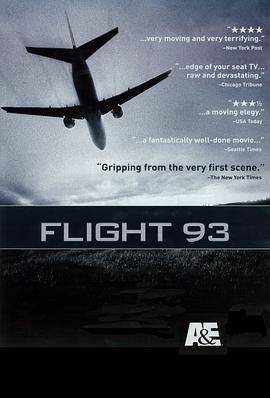 "★★★★
...very moving and very terrifying."
–New York Post
"...edge of your seat TV...
raw and devastating."
–Chicago Tribune
"★★★½
...a moving elegy."
–USA Today
"...a fantastically well-done movie..."
–Seattle Times
"Gripping from the very first scene."
–The New York Times
FLIGHT 93
A&E